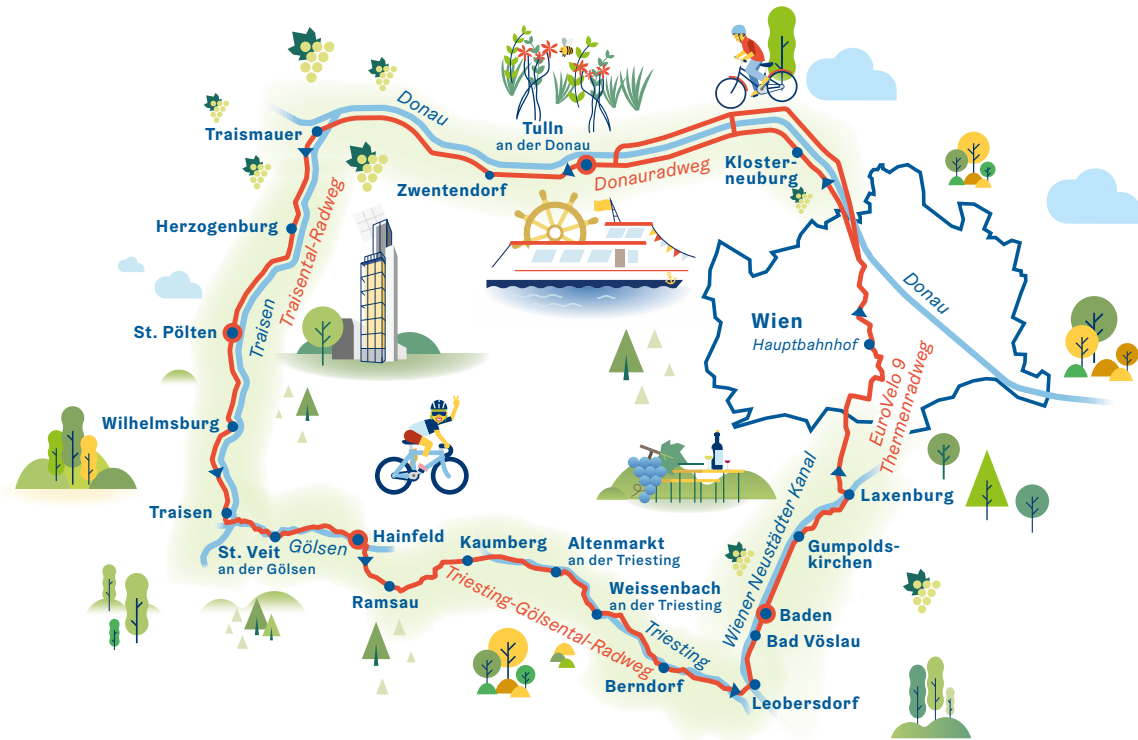 Donau
Traismauer
Tulln
an der Donau
Kloster-
neuburg
Donauradweg
Zwentendorf
Herzogenburg
Traisental-Radweg
Traisen
St. Pölten
Donau
Wien
Hauptbahnhof
EuroVelo 9
Thermenradweg
Wilhelmsburg
Wiener Neustädter Kanal
Laxenburg
Traisen
Hainfeld
Gölsen
St. Veit
an der Gölsen
Kaumberg
Altenmarkt
an der Triesting
Gumpolds-
kirchen
Ramsau
Triesting-Gölsental-Radweg
Weissenbach
an der Triesting
Baden
Bad Vöslau
Triesting
Berndorf
Leobersdorf